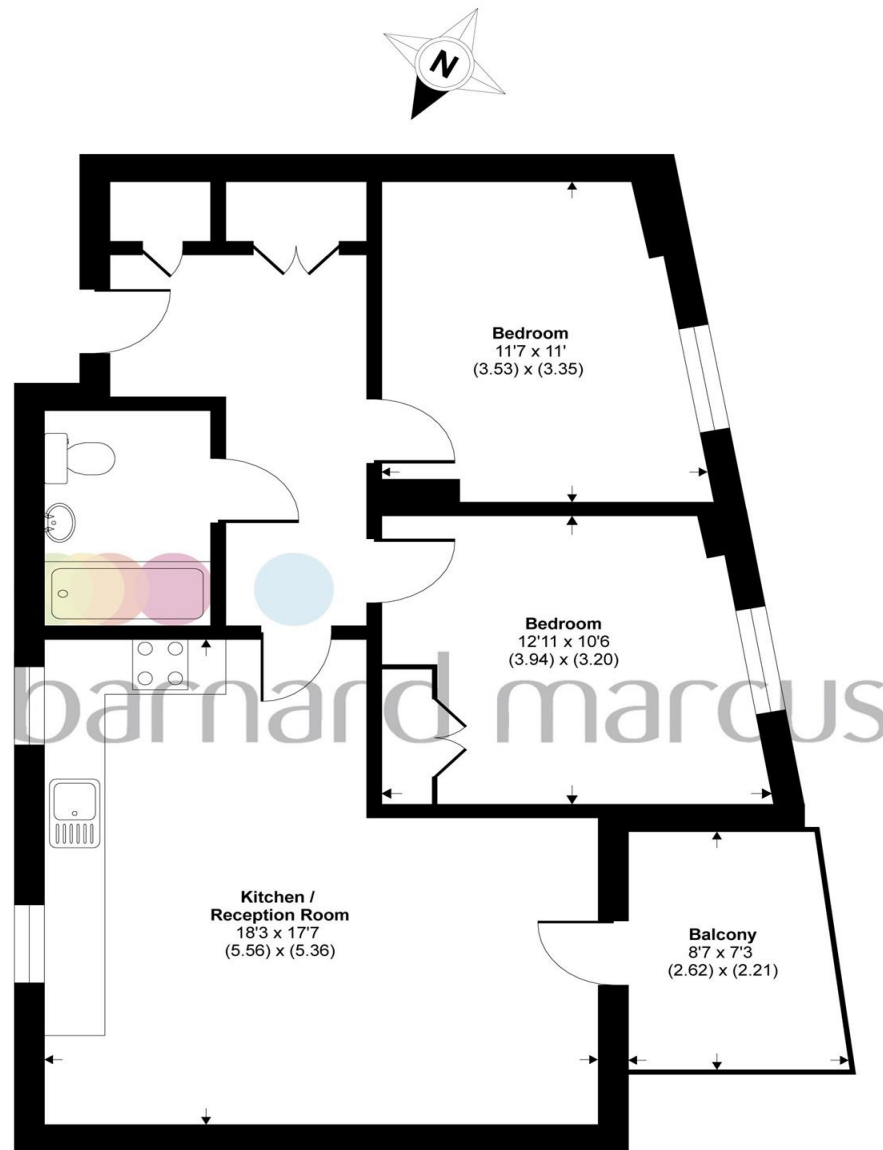 N
Bedroom
11'7 x 11'
(3.53) x (3.35)
Bedroom
12'11 x 10'6
(3.94) x (3.20)
barnard marcus
Kitchen /
Reception Room
18'3 x 17'7
(5.56) x (5.36)
Balcony
8'7 x 7'3
(2.62) x (2.21)